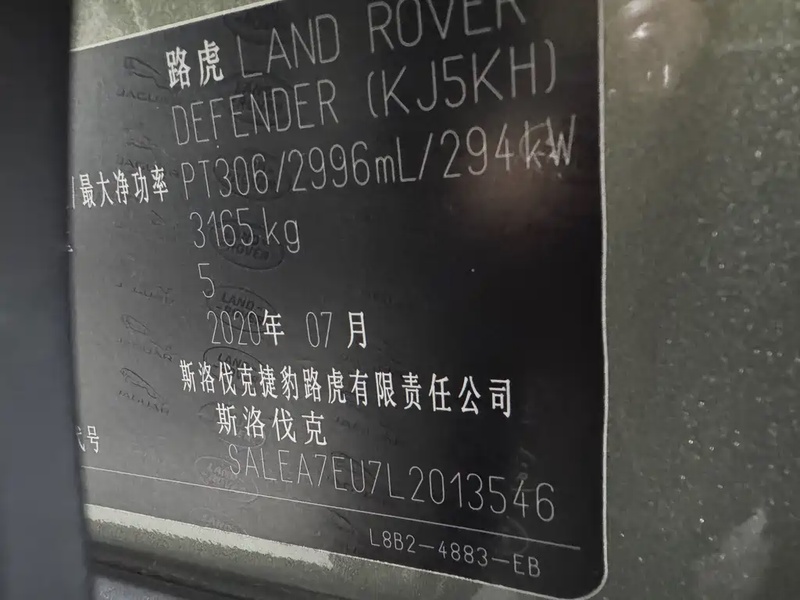 路虎 LAND ROVER
DEFENDER (KJ5KH)
最大净功率 PT306/2996mL/294kW
3165kg
5
2020年 07月
斯洛伐克捷豹路虎有限责任公司
斯洛伐克
代号 SALEA7EU7L2013546
L8B2-4883-EB